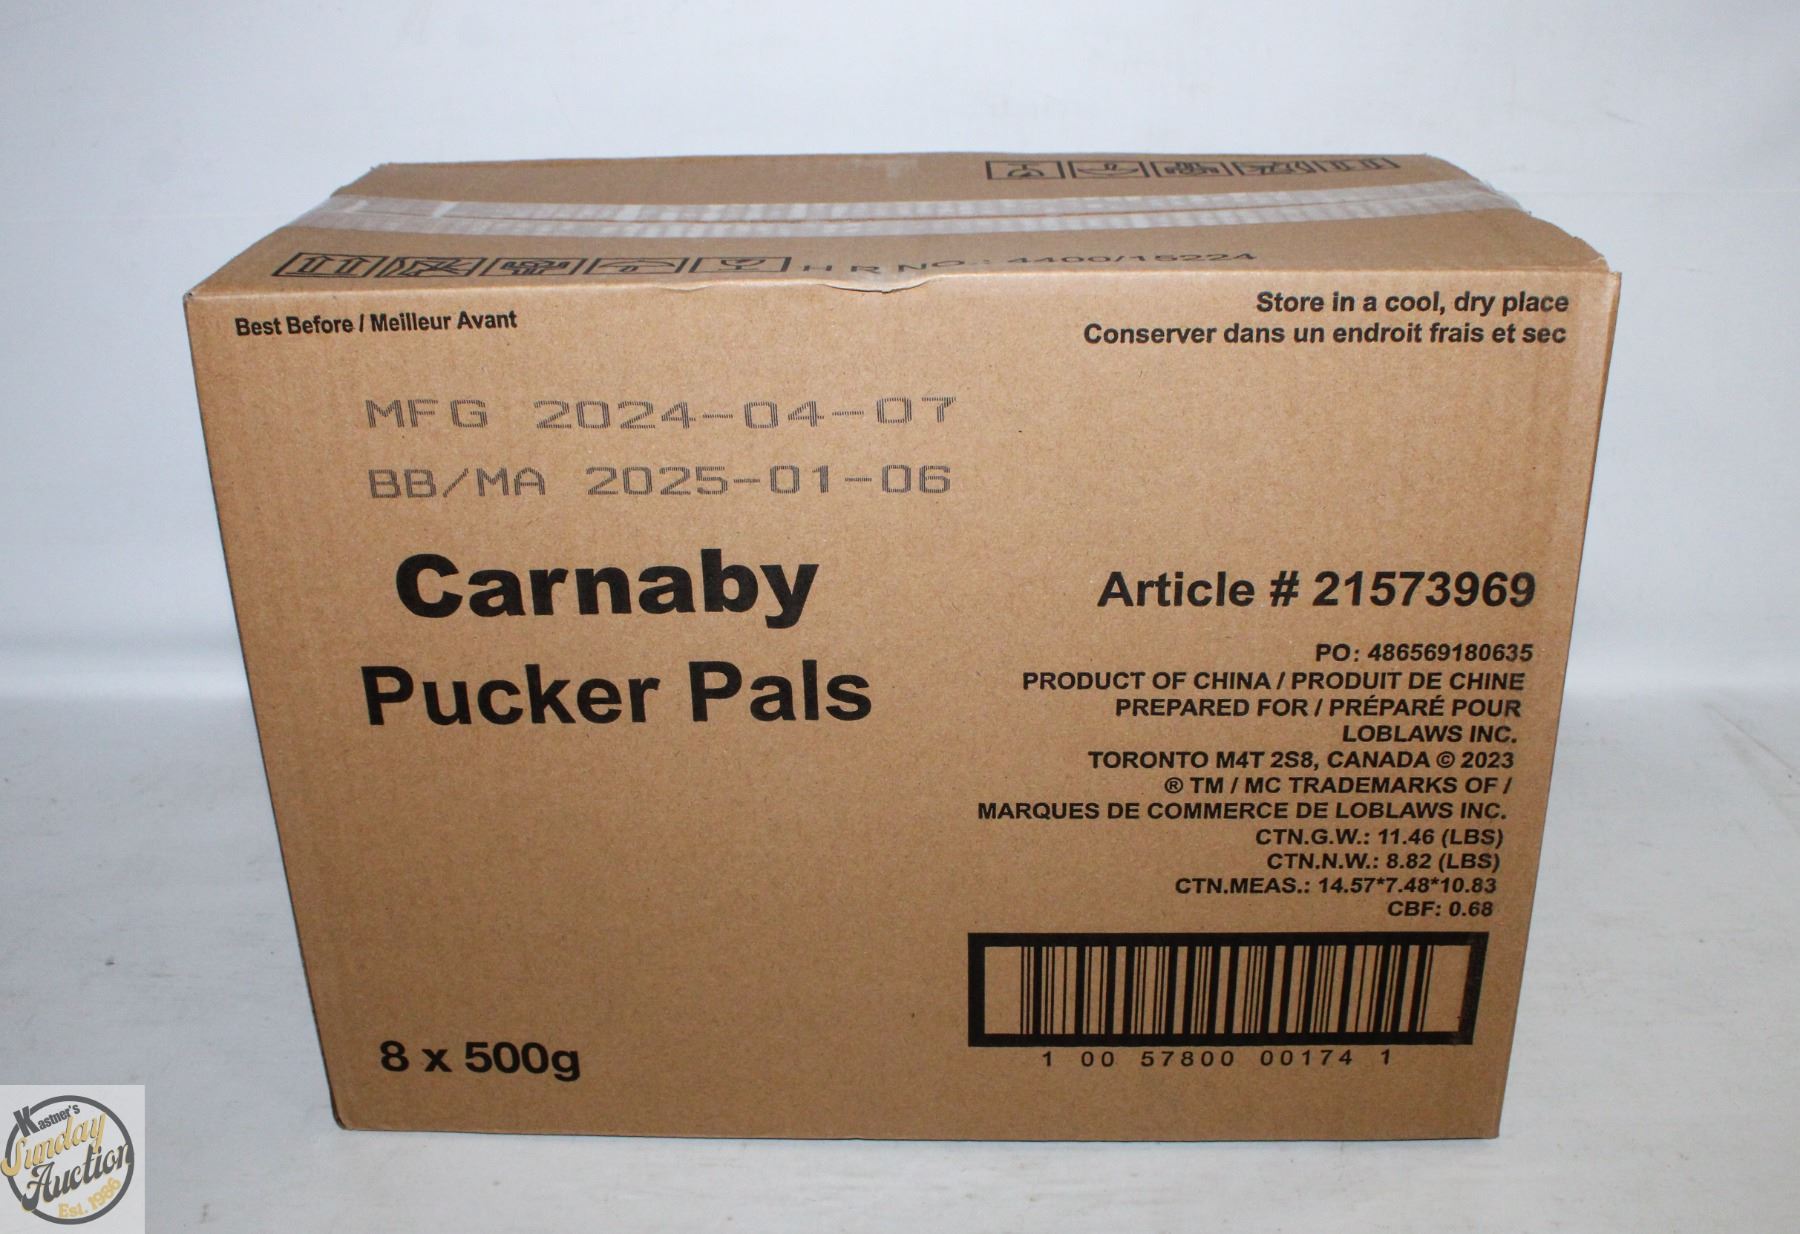 H R NO.: 4400/15224
Best Before / Meilleur Avant
Store in a cool, dry place
Conserver dans un endroit frais et sec
MFG 2024-04-07
BB/MA 2025-01-06
Carnaby
Pucker Pals
8 x 500g
Article # 21573969
PO: 486569180635
PRODUCT OF CHINA / PRODUIT DE CHINE
PREPARED FOR / PRÉPARÉ POUR
LOBLAWS INC.
TORONTO M4T 2S8, CANADA © 2023
® TM / MC TRADEMARKS OF /
MARQUES DE COMMERCE DE LOBLAWS INC.
CTN.G.W.: 11.46 (LBS)
CTN.N.W.: 8.82 (LBS)
CTN.MEAS.: 14.57*7.48*10.83
CBF: 0.68
1 00 57800 00174 1
Kastner's
Sunday
Auction
Est. 1986